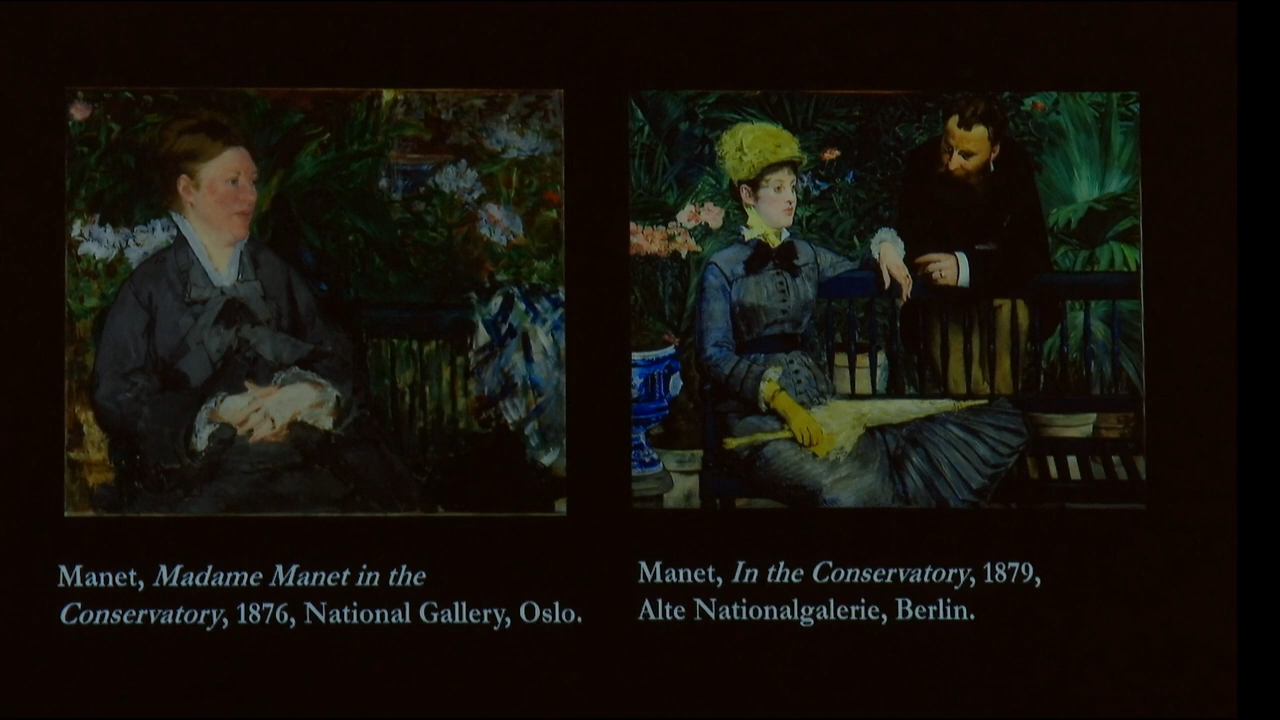 Manet, Madame Manet in the
Conservatory, 1876, National Gallery, Oslo.
Manet, In the Conservatory, 1879,
Alte Nationalgalerie, Berlin.